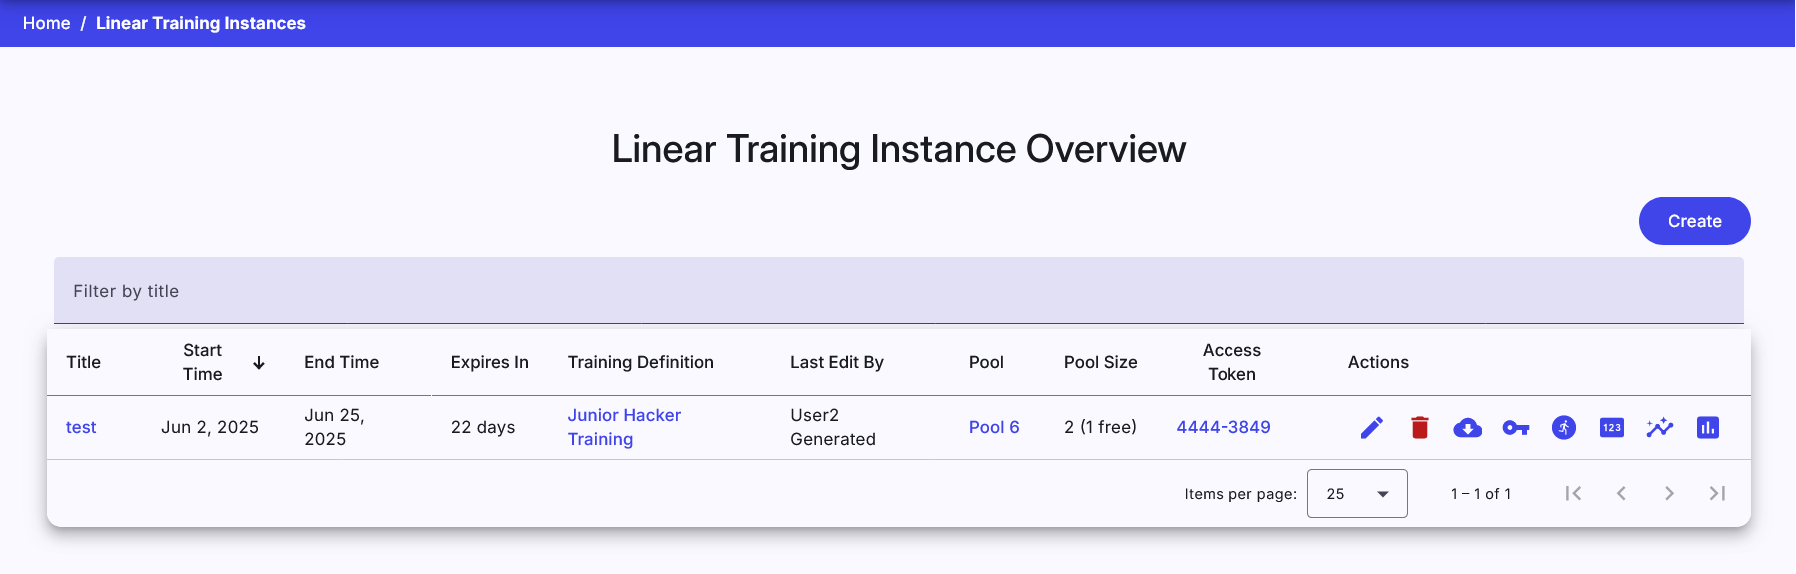 Home / Linear Training Instances
Linear Training Instance Overview
Create
Filter by title
Title Start Time End Time Expires In Training Definition Last Edit By Pool Pool Size Access Token Actions
test Jun 2, 2025 Jun 25, 2025 22 days Junior Hacker Training User2 Generated Pool 6 2 (1 free) 4444-3849 123
Items per page: 25 1 – 1 of 1